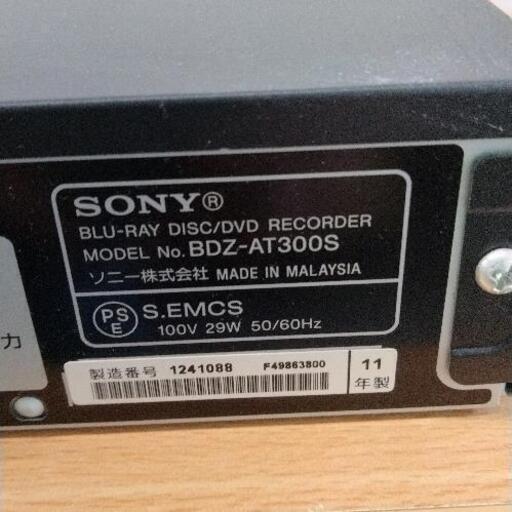 SONY®
BLU-RAY DISC/DVD RECORDER
MODEL No. BDZ-AT300S
ソニー株式会社 MADE IN MALAYSIA
PS
E
S.EMCS
100V 29W 50/60Hz
力
製造番号 1241088 F49863800
11
年製